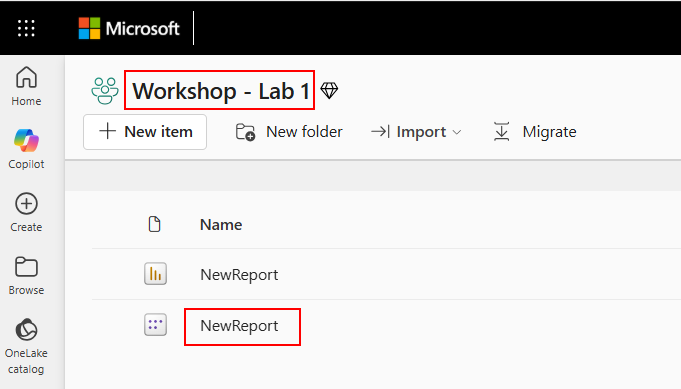 Microsoft
Home
Copilot
Create
Browse
OneLake
catalog
Workshop - Lab 1
New item
New folder
Import
Migrate
Name
NewReport
NewReport